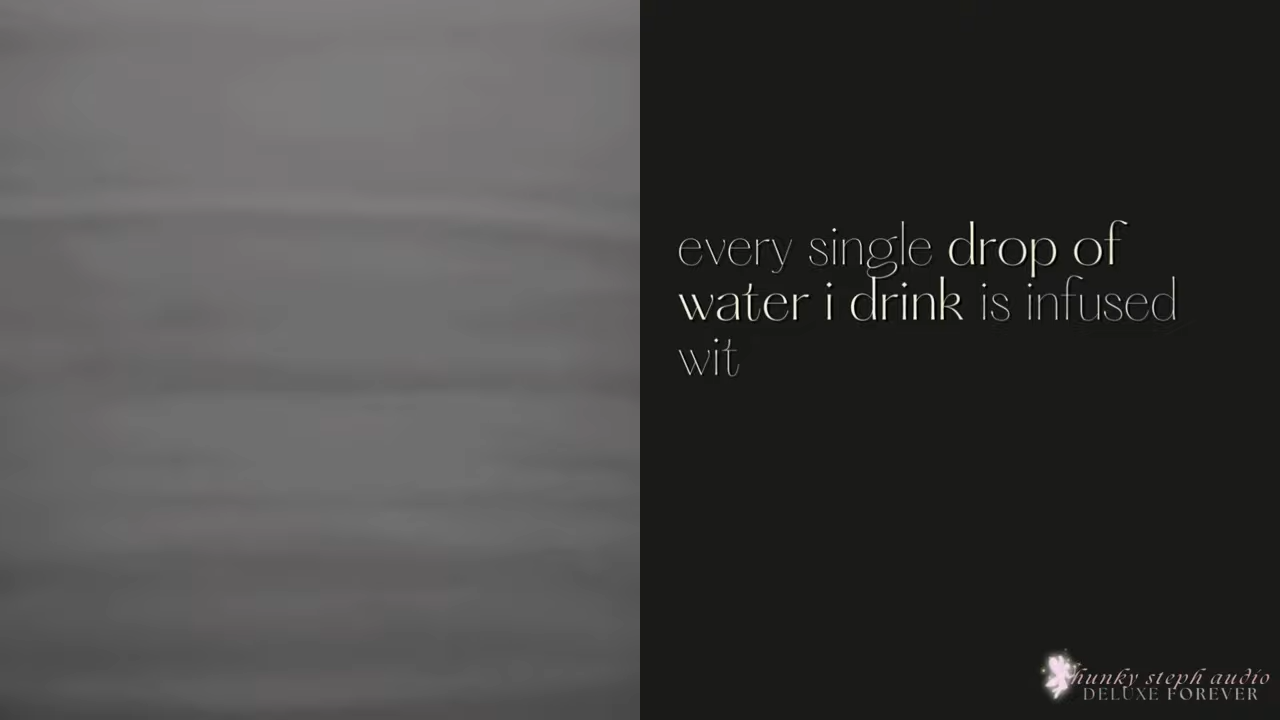 every single drop of
water i drink is infused
wit
hunky steph audio
DELUXE FOREVER